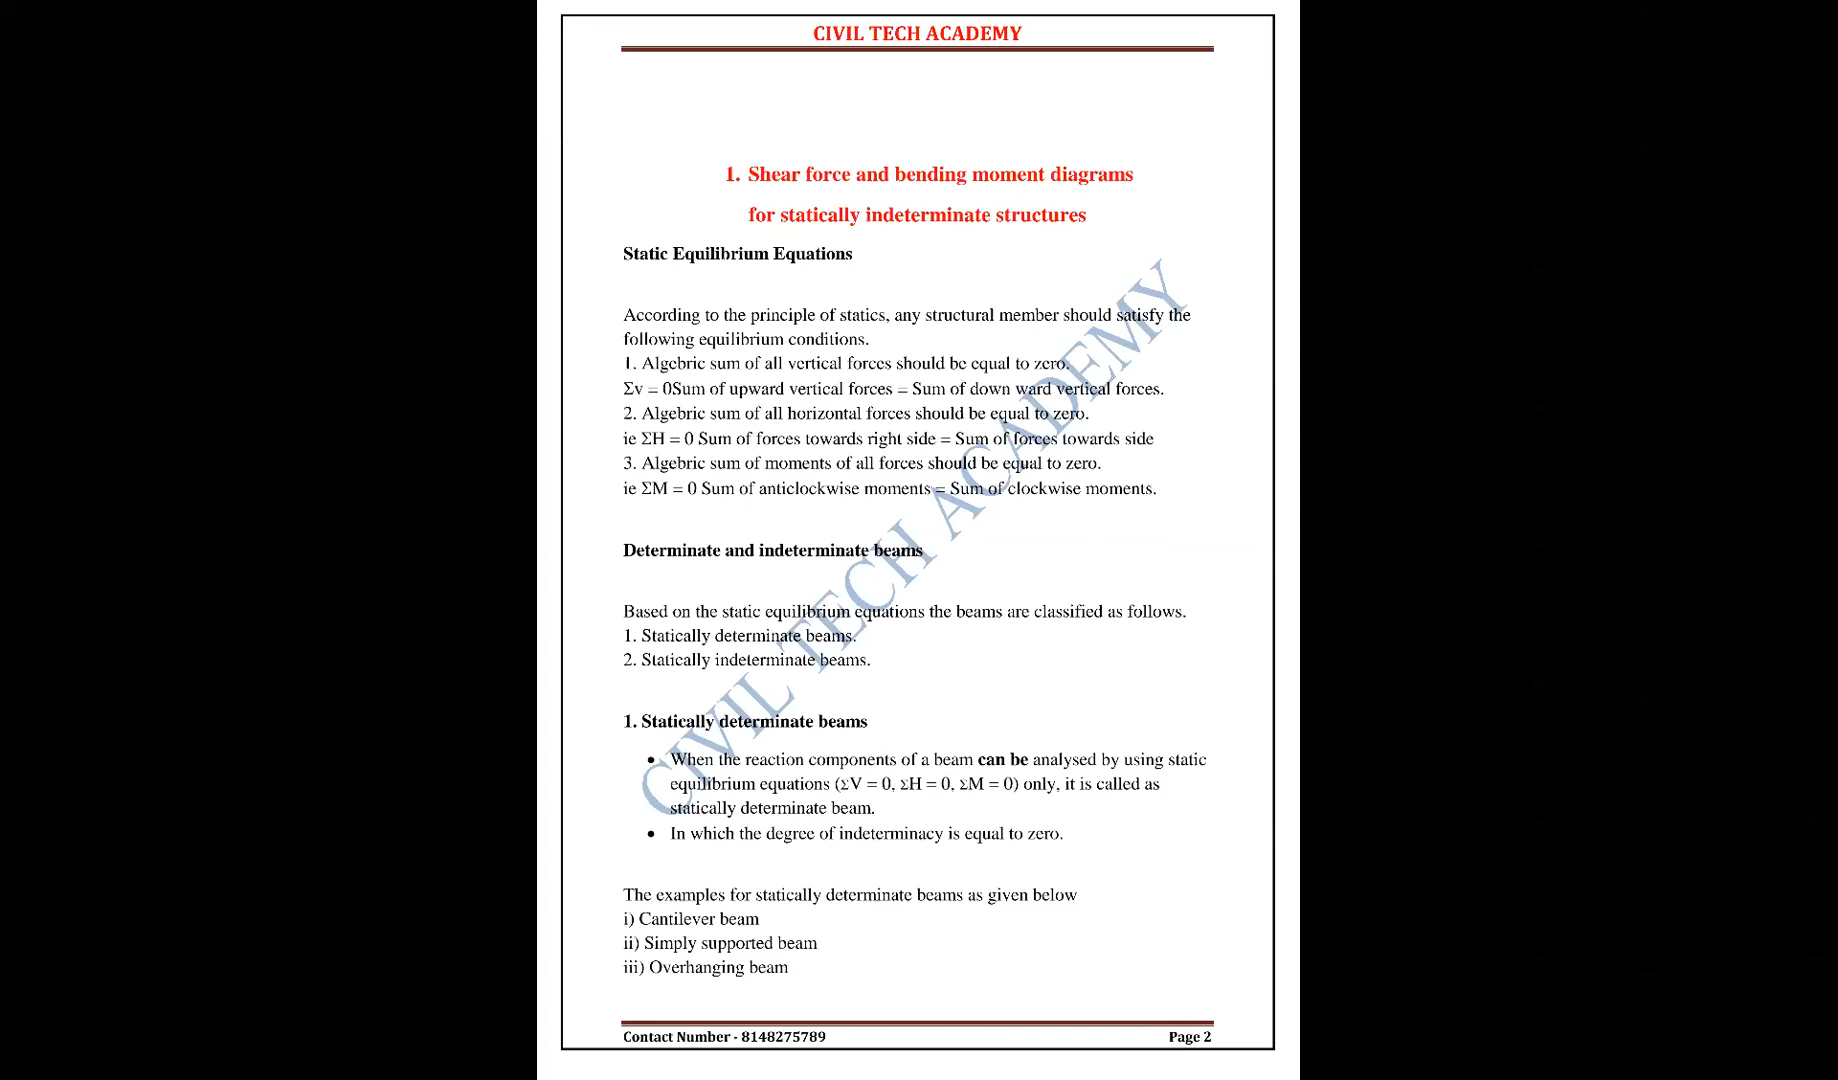 CIVIL TECH ACADEMY
1. Shear force and bending moment diagrams
for statically indeterminate structures
Static Equilibrium Equations
According to the principle of statics, any structural member should satisfy the
following equilibrium conditions.
1. Algebric sum of all vertical forces should be equal to zero.
Σv = 0Sum of upward vertical forces = Sum of down ward vertical forces.
2. Algebric sum of all horizontal forces should be equal to zero.
ie ΣH = 0 Sum of forces towards right side = Sum of forces towards side
3. Algebric sum of moments of all forces should be equal to zero.
ie ΣM = 0 Sum of anticlockwise moments = Sum of clockwise moments.
Determinate and indeterminate beams
Based on the static equilibrium equations the beams are classified as follows.
1. Statically determinate beams.
2. Statically indeterminate beams.
1. Statically determinate beams
• When the reaction components of a beam can be analysed by using static
equilibrium equations (ΣV = 0, ΣH = 0, ΣM = 0) only, it is called as
statically determinate beam.
• In which the degree of indeterminacy is equal to zero.
The examples for statically determinate beams as given below
i) Cantilever beam
ii) Simply supported beam
iii) Overhanging beam
CIVIL TECH ACADEMY
Contact Number - 8148275789 Page 2